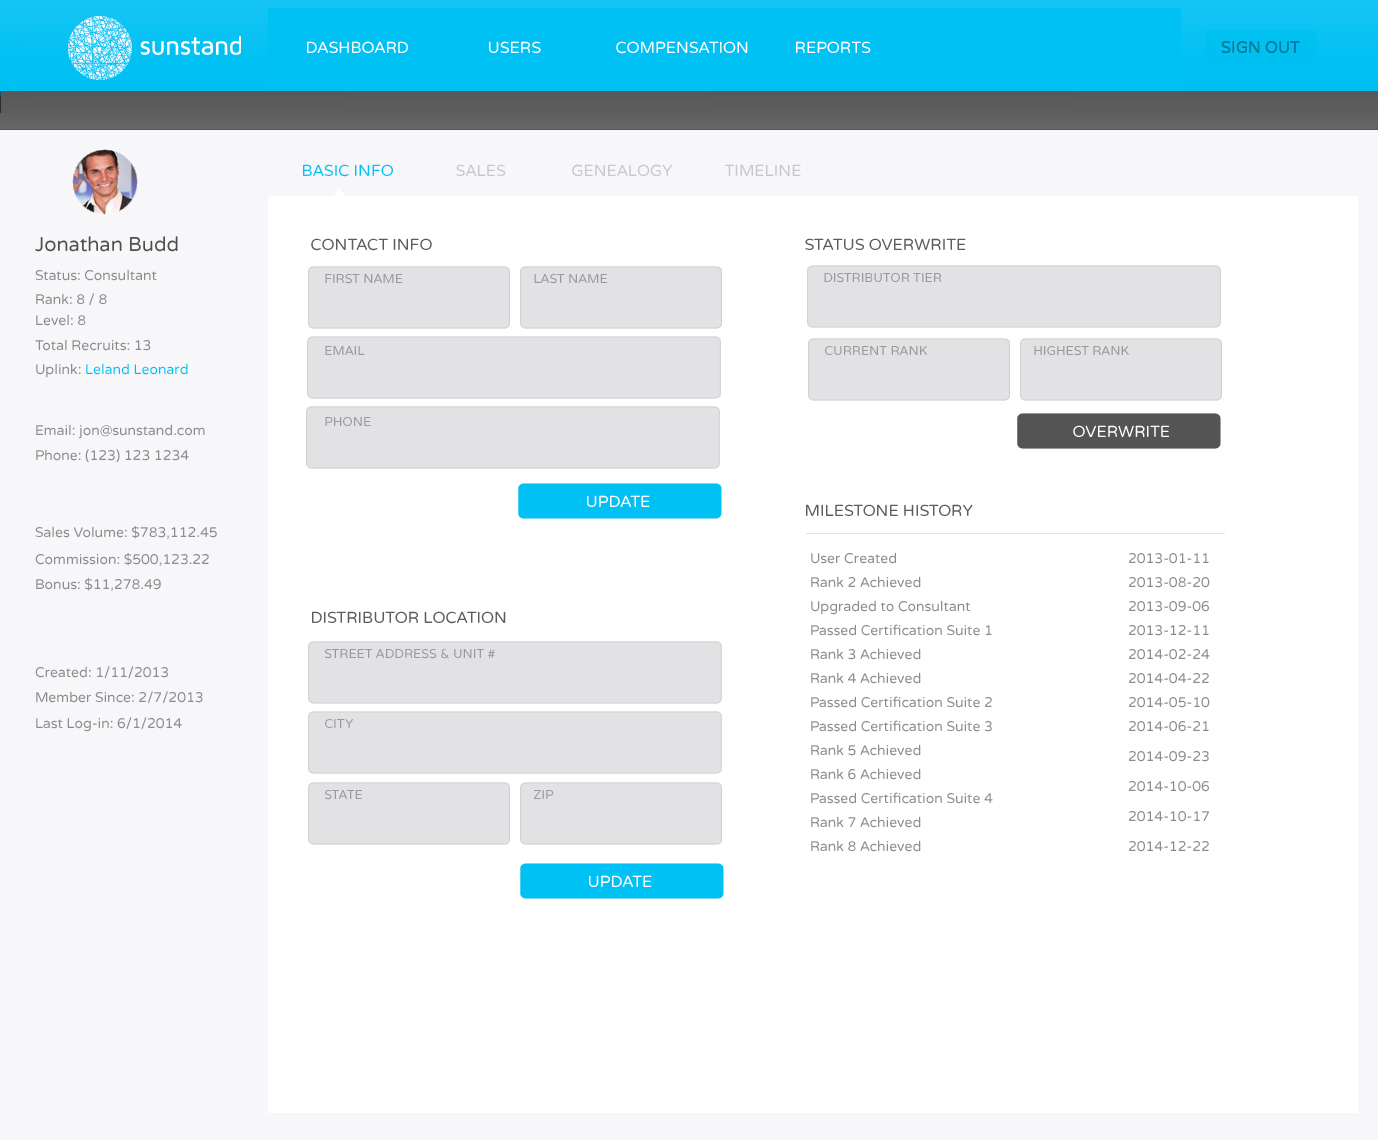 sunstand
DASHBOARD USERS COMPENSATION REPORTS SIGN OUT
Jonathan Budd
Status: Consultant
Rank: 8 / 8
Level: 8
Total Recruits: 13
Uplink: Leland Leonard
Email: jon@sunstand.com
Phone: (123) 123 1234
Sales Volume: $783,112.45
Commission: $500,123.22
Bonus: $11,278.49
Created: 1/11/2013
Member Since: 2/7/2013
Last Log-in: 6/1/2014
BASIC INFO SALES GENEALOGY TIMELINE
CONTACT INFO
FIRST NAME LAST NAME
EMAIL
PHONE
UPDATE
DISTRIBUTOR LOCATION
STREET ADDRESS & UNIT #
CITY
STATE ZIP
UPDATE
STATUS OVERWRITE
DISTRIBUTOR TIER
CURRENT RANK HIGHEST RANK
OVERWRITE
MILESTONE HISTORY
User Created 2013-01-11
Rank 2 Achieved 2013-08-20
Upgraded to Consultant 2013-09-06
Passed Certification Suite 1 2013-12-11
Rank 3 Achieved 2014-02-24
Rank 4 Achieved 2014-04-22
Passed Certification Suite 2 2014-05-10
Passed Certification Suite 3 2014-06-21
Rank 5 Achieved 2014-09-23
Rank 6 Achieved 2014-10-06
Passed Certification Suite 4
Rank 7 Achieved 2014-10-17
Rank 8 Achieved 2014-12-22